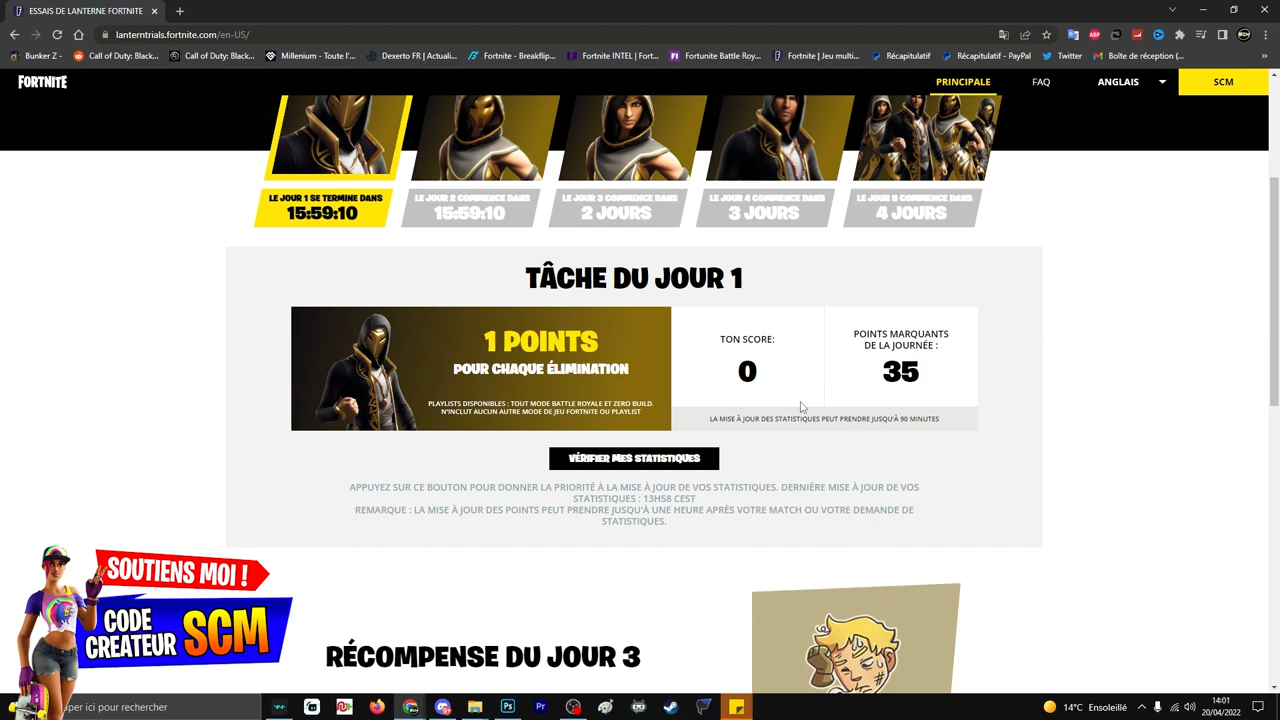 ESSAIS DE LANTERNE FORTNITE
lanterntrials.fortnite.com/en-US/
Bunker Z -
Call of Duty: Black...
Call of Duty: Black...
Millenium - Toute l'...
Dexerto FR | Actuali...
Fortnite - Breakflip...
Fortnite INTEL | Fort...
Fortunite Battle Roy...
Fortnite | Jeu multi...
Récapitulatif
Récapitulatif - PayPal
Twitter
Boîte de réception (...
FORTNITE
PRINCIPALE
FAQ
ANGLAIS
SCM
LE JOUR 1 SE TERMINE DANS
15:59:10
LE JOUR 2 COMMENCE DANS
15:59:10
LE JOUR 3 COMMENCE DANS
2 JOURS
LE JOUR 4 COMMENCE DANS
3 JOURS
LE JOUR 5 COMMENCE DANS
4 JOURS
TÂCHE DU JOUR 1
1 POINTS
POUR CHAQUE ÉLIMINATION
PLAYLISTS DISPONIBLES : TOUT MODE BATTLE ROYALE ET ZERO BUILD.
N'INCLUT AUCUN AUTRE MODE DE JEU FORTNITE OU PLAYLIST
TON SCORE:
0
POINTS MARQUANTS
DE LA JOURNÉE :
35
LA MISE À JOUR DES STATISTIQUES PEUT PRENDRE JUSQU'À 90 MINUTES
VÉRIFIER MES STATISTIQUES
APPUYEZ SUR CE BOUTON POUR DONNER LA PRIORITÉ À LA MISE À JOUR DE VOS STATISTIQUES. DERNIÈRE MISE À JOUR DE VOS
STATISTIQUES : 13H58 CEST
REMARQUE : LA MISE À JOUR DES POINTS PEUT PRENDRE JUSQU'À UNE HEURE APRÈS VOTRE MATCH OU VOTRE DEMANDE DE
STATISTIQUES.
SOUTIENS MOI !
CODE
CREATEUR SCM
RÉCOMPENSE DU JOUR 3
aper ici pour rechercher
14°C Ensoleillé
14:01
20/04/2022